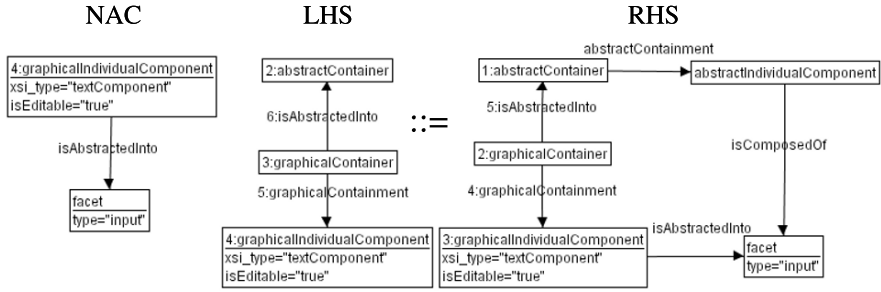 NAC
LHS
RHS
4:graphicalIndividualComponent
xsi_type="textComponent"
isEditable="true"
isAbstractedInto
facet
type="input"
2:abstractContainer
6:isAbstractedInto
3:graphicalContainer
5:graphicalContainment
4:graphicalIndividualComponent
xsi_type="textComponent"
isEditable="true"
::=
abstractContainment
1:abstractContainer
abstractIndividualComponent
5:isAbstractedInto
isComposedOf
2:graphicalContainer
4:graphicalContainment
3:graphicalIndividualComponent
xsi_type="textComponent"
isEditable="true"
isAbstractedInto
facet
type="input"